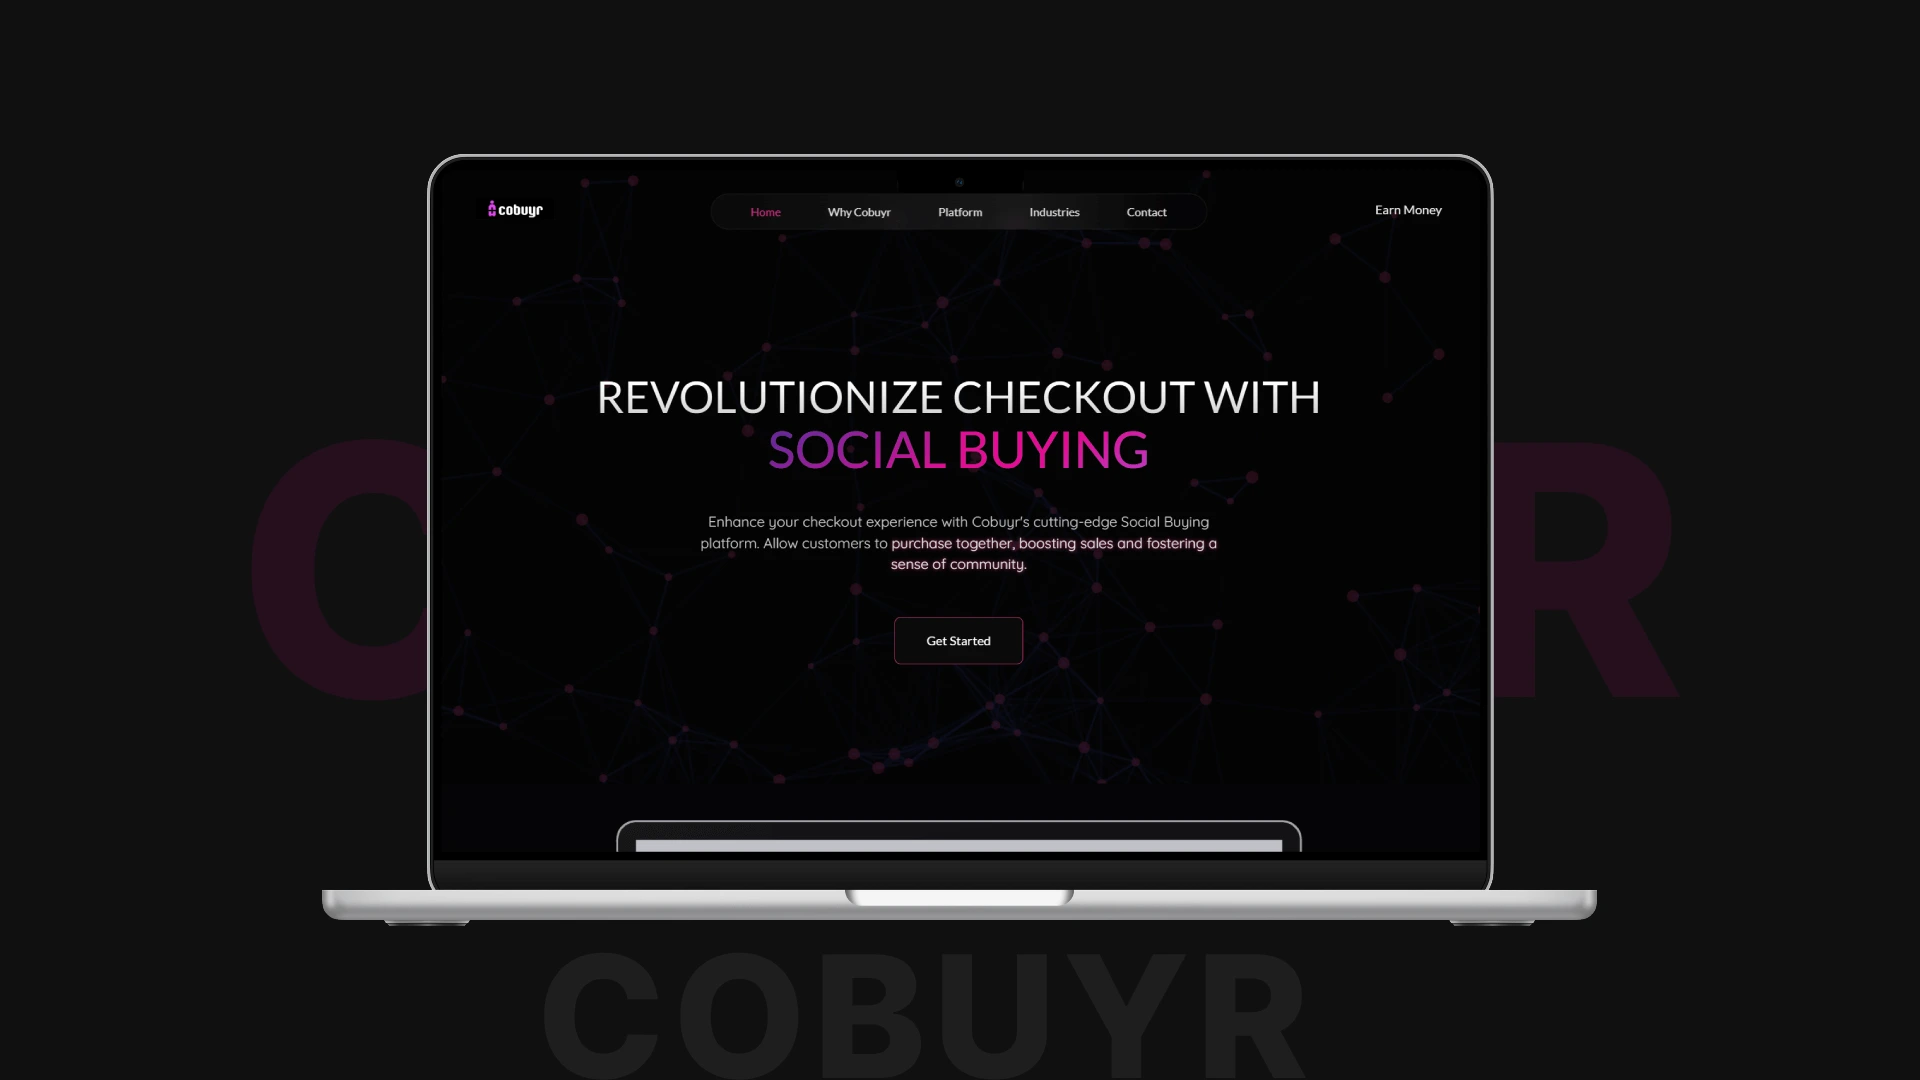 cobuyr
Home Why Cobuyr Platform Industries Contact
Earn Money
REVOLUTIONIZE CHECKOUT WITH
SOCIAL BUYING
Enhance your checkout experience with Cobuyr's cutting-edge Social Buying
platform. Allow customers to purchase together, boosting sales and fostering a
sense of community.
Get Started
C R
COBUYR